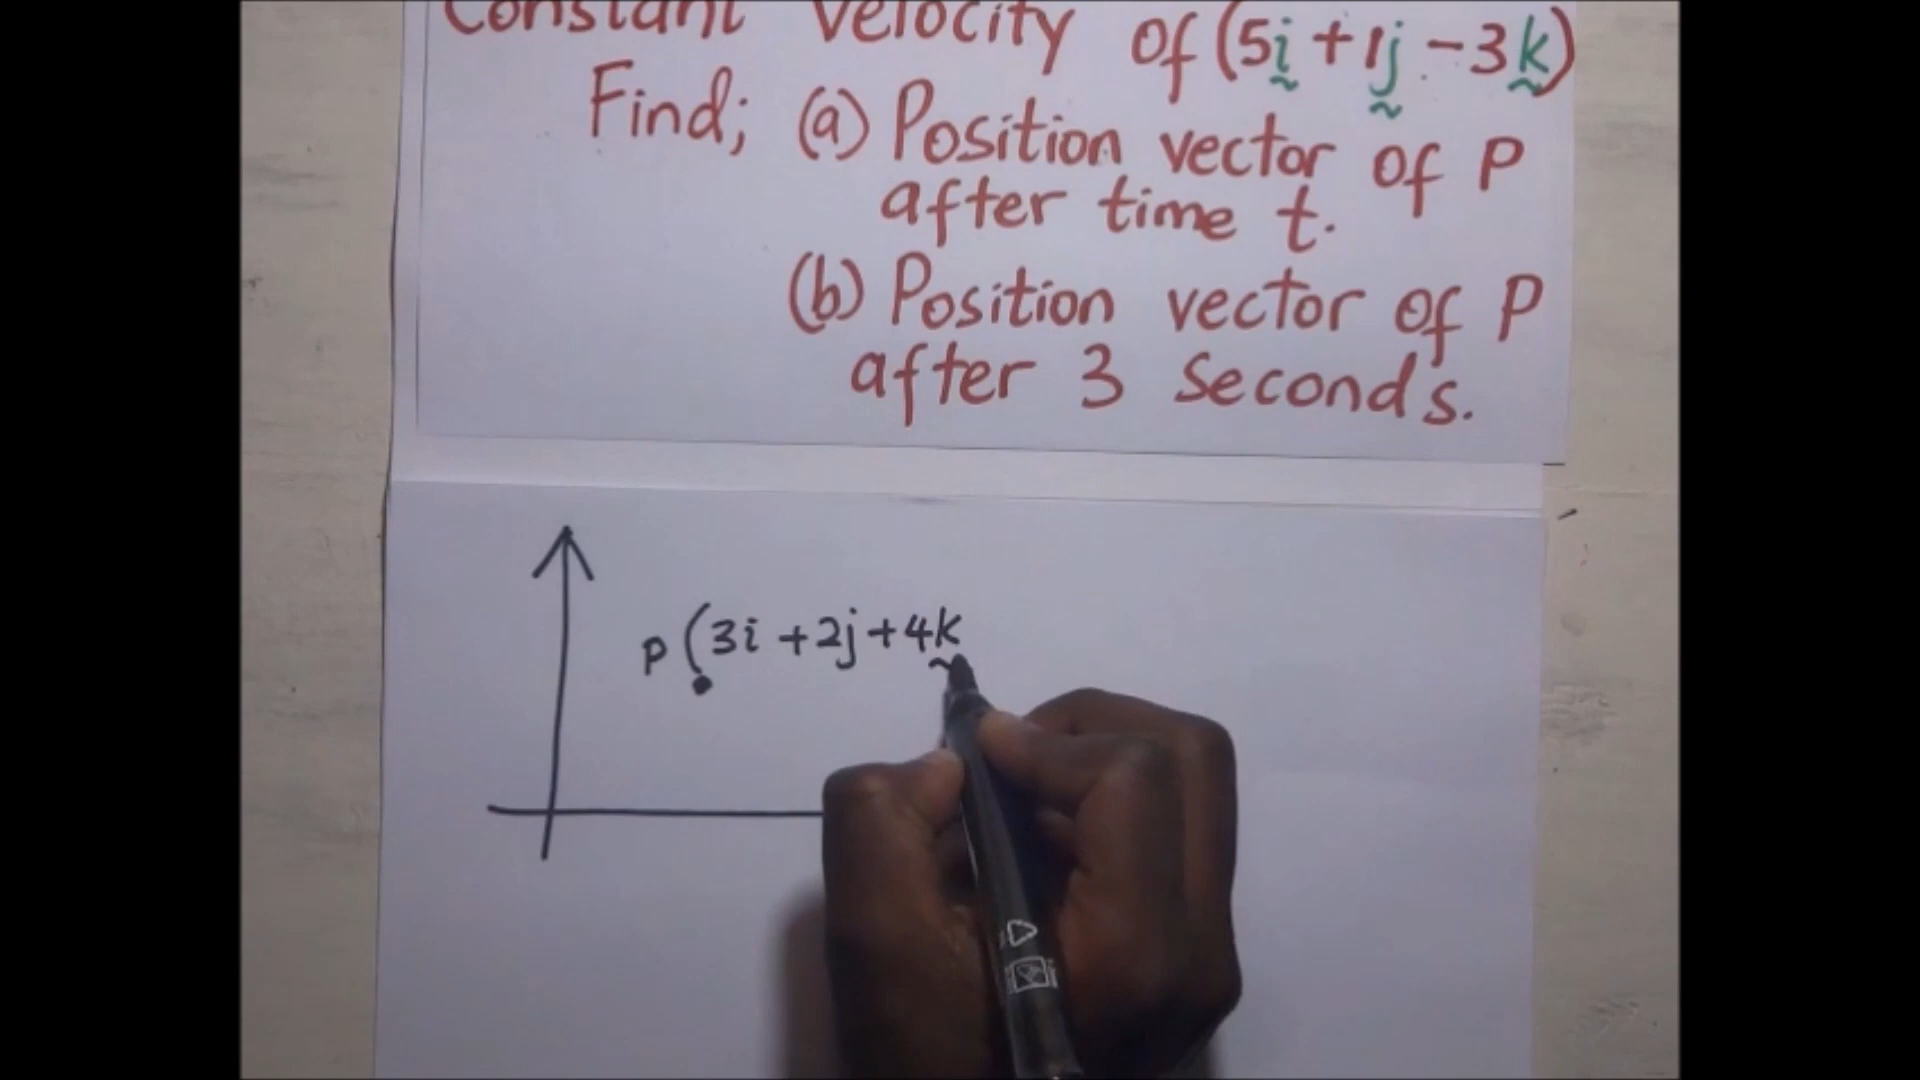 Constant velocity of (5i + 1j - 3k)
Find; (a) Position vector of P
after time t.
(b) Position vector of P
after 3 seconds.
P (3i + 2j + 4k